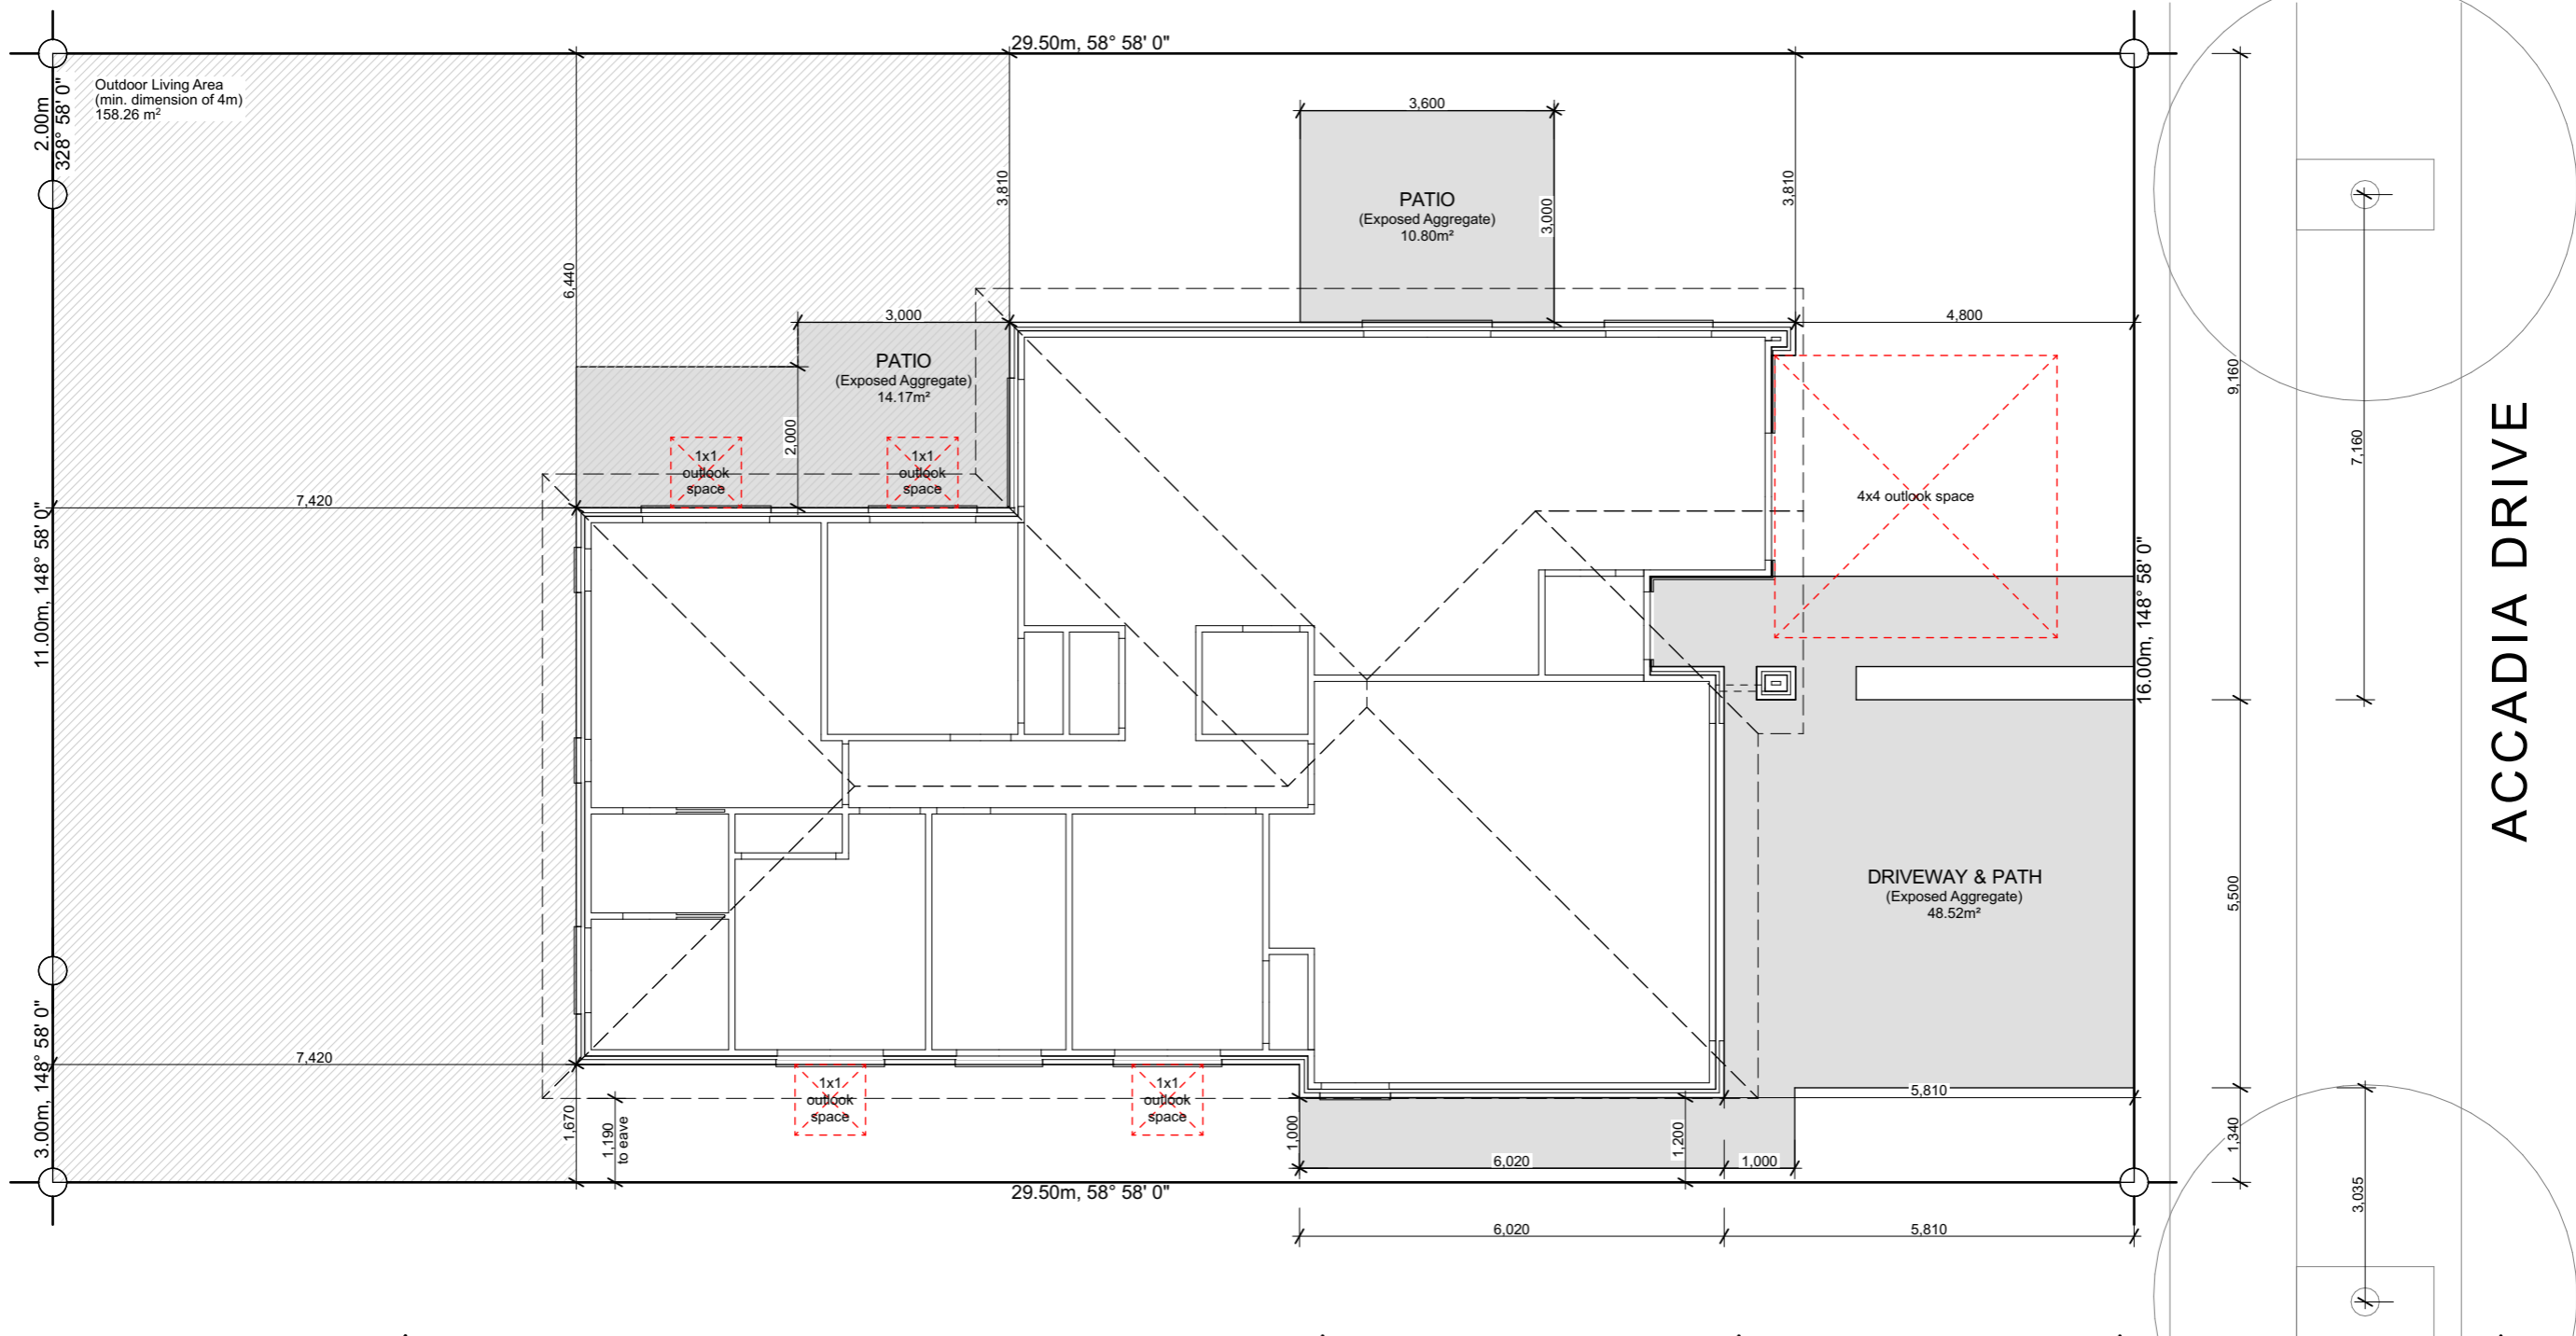 29.50m, 58° 58' 0"
Outdoor Living Area
(min. dimension of 4m)
158.26 m²
2.00m
328° 58' 0"
3,600
PATIO
(Exposed Aggregate)
10.80m²
3,000
3,810
3,810
6,440
3,000
4,800
PATIO
(Exposed Aggregate)
14.17m²
2,000
1x1
outlook
space
1x1
outlook
space
4x4 outlook space
7,420
11.00m, 148° 58' 0"
16.00m, 148° 58' 0"
9,160
7,160
ACCADIA DRIVE
DRIVEWAY & PATH
(Exposed Aggregate)
48.52m²
5,500
7,420
3.00m, 148° 58' 0"
1,670
1,190
to eave
1x1
outlook
space
1x1
outlook
space
1,000
1,200
5,810
1,340
6,020
1,000
3,035
29.50m, 58° 58' 0"
6,020
5,810